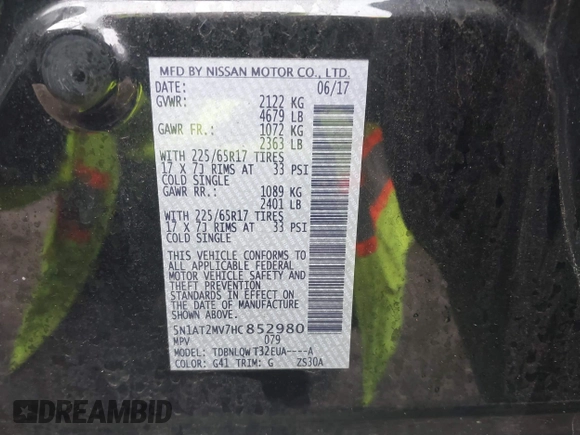 MFD BY NISSAN MOTOR CO., LTD.
DATE: 06/17
GVWR: 2122 KG
4679 LB
GAWR FR.: 1072 KG
2363 LB
WITH 225/65R17 TIRES
17 X 7J RIMS AT 33 PSI
COLD SINGLE
GAWR RR.: 1089 KG
2401 LB
WITH 225/65R17 TIRES
17 X 7J RIMS AT 33 PSI
COLD SINGLE
THIS VEHICLE CONFORMS TO
ALL APPLICABLE FEDERAL
MOTOR VEHICLE SAFETY AND
THEFT PREVENTION
STANDARDS IN EFFECT ON
THE DATE OF MANUFACTURE
SHOWN ABOVE.
5N1AT2MV7HC852980
MPV 079
MODEL: TDBNLQWT32EUA----A
COLOR: G41 TRIM: G ZS30A
DREAMBID